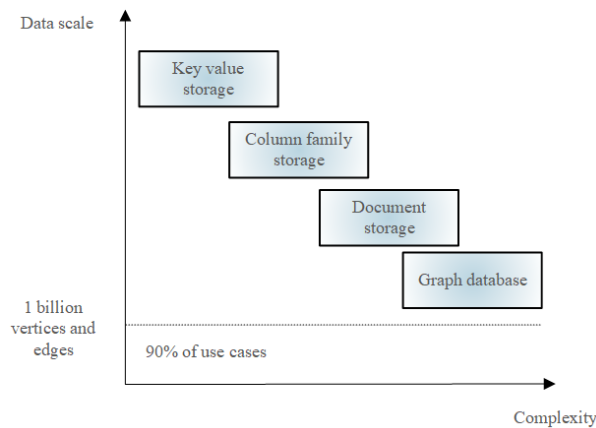 Data scale
Key value
storage
Column family
storage
Document
storage
Graph database
1 billion
vertices and
edges
90% of use cases
Complexity